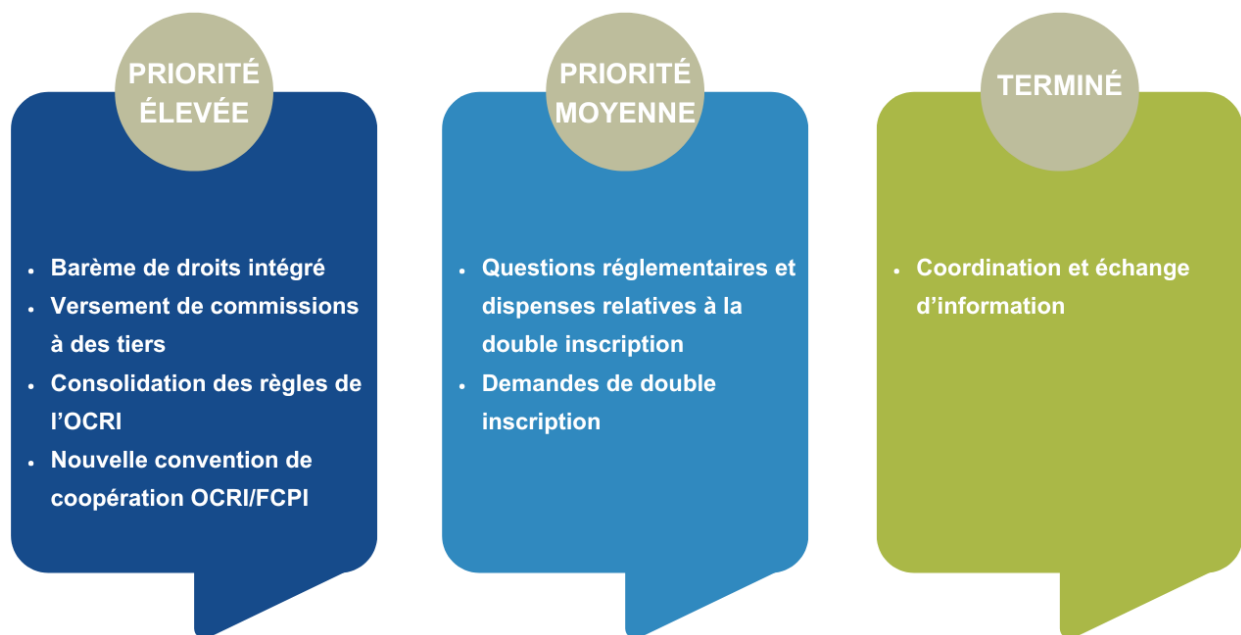 PRIORITÉ
ÉLEVÉE
• Barème de droits intégré
• Versement de commissions
à des tiers
• Consolidation des règles de
l’OCRI
• Nouvelle convention de
coopération OCRI/FCPI
PRIORITÉ
MOYENNE
• Questions réglementaires et
dispenses relatives à la
double inscription
• Demandes de double
inscription
TERMINÉ
• Coordination et échange
d’information